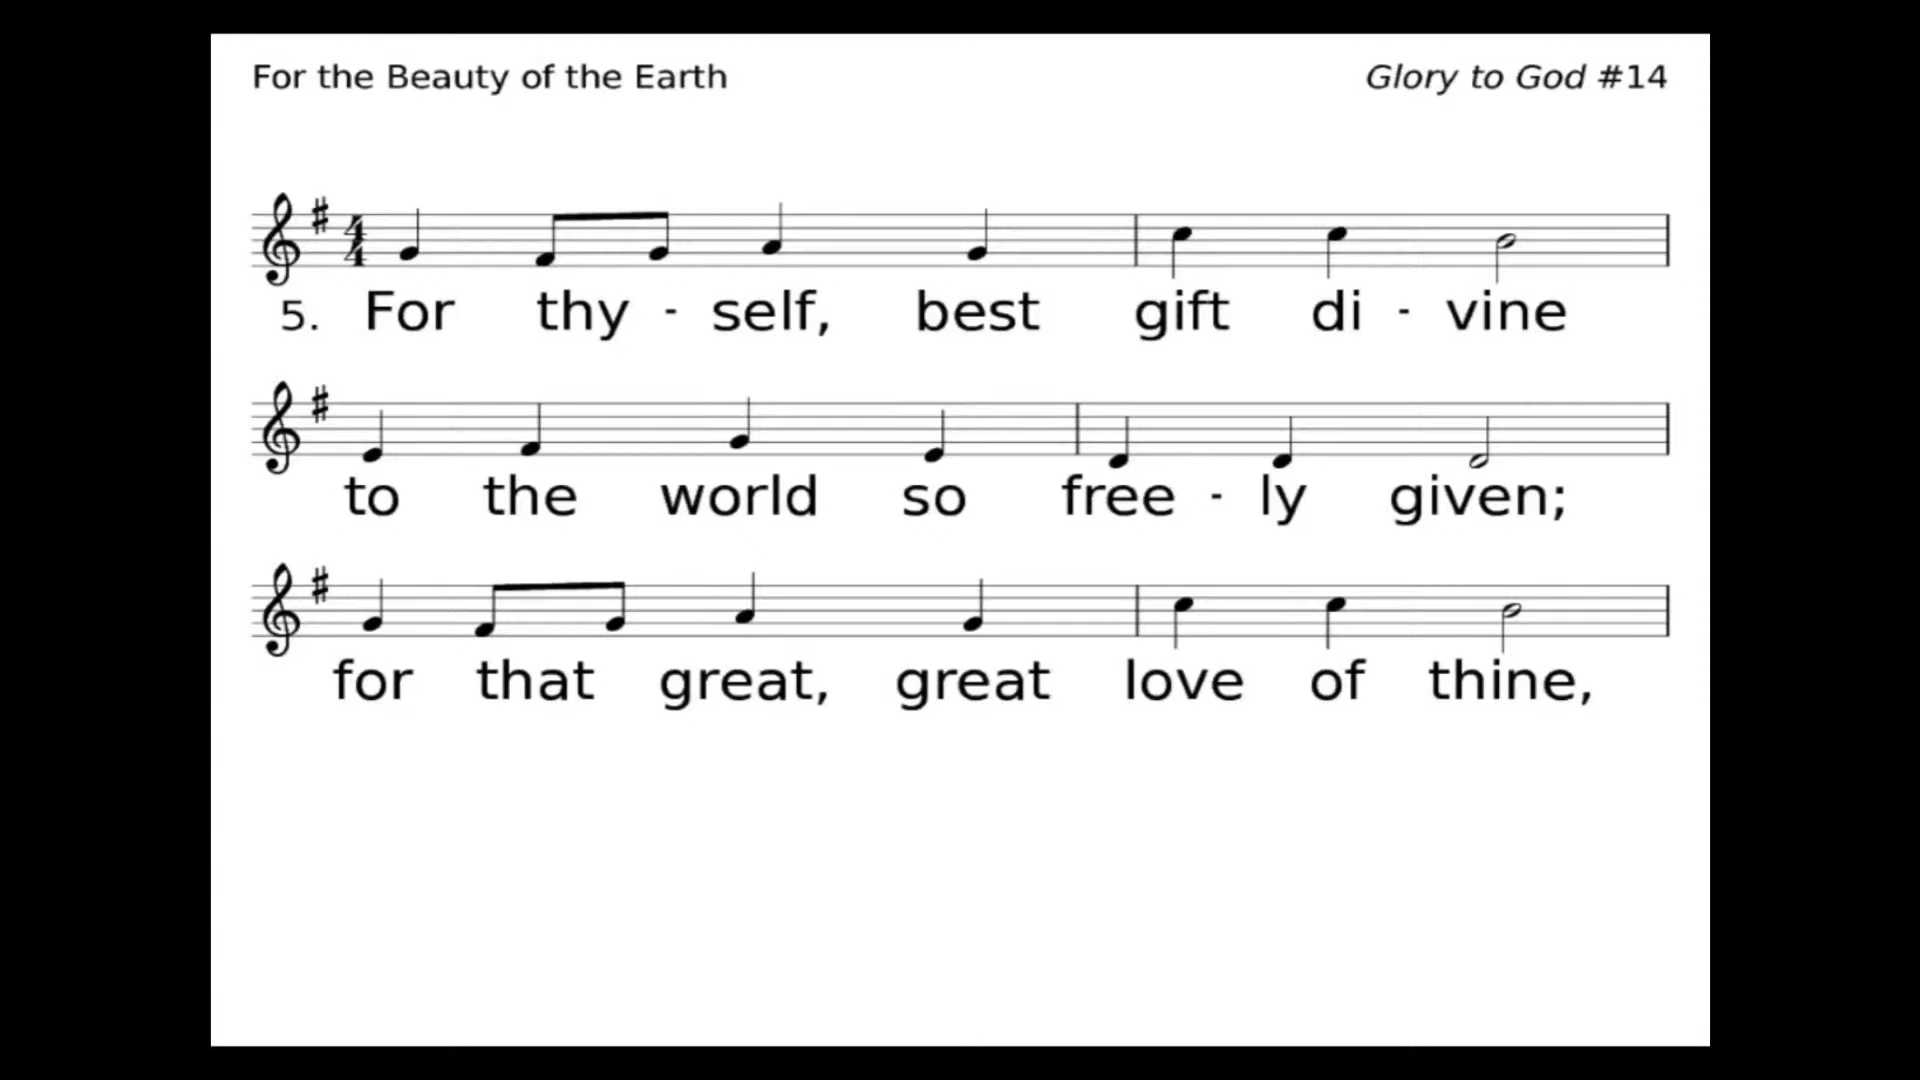 For the Beauty of the Earth
Glory to God #14
5. For thy - self, best gift di - vine
to the world so free - ly given;
for that great, great love of thine,